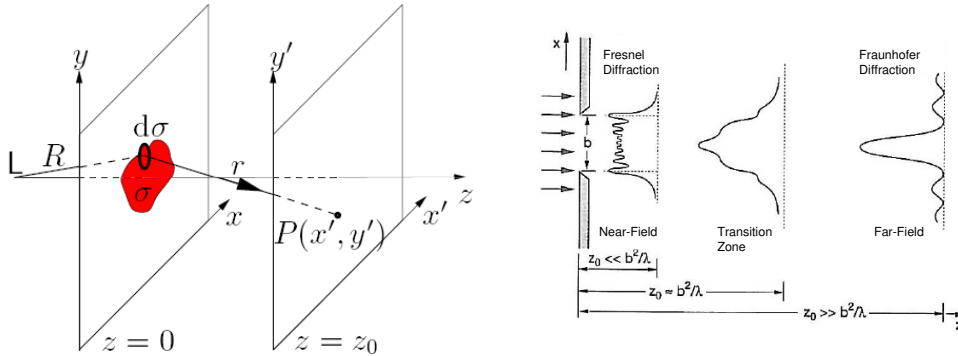 y
y′
dσ
L
R
r
σ
z
x
x′
P(x′, y′)
z = 0
z = z₀
x
Fresnel
Diffraction
Fraunhofer
Diffraction
b
Near-Field
Transition
Zone
Far-Field
z₀ << b²/λ
z₀ ≈ b²/λ
z₀ >> b²/λ
z